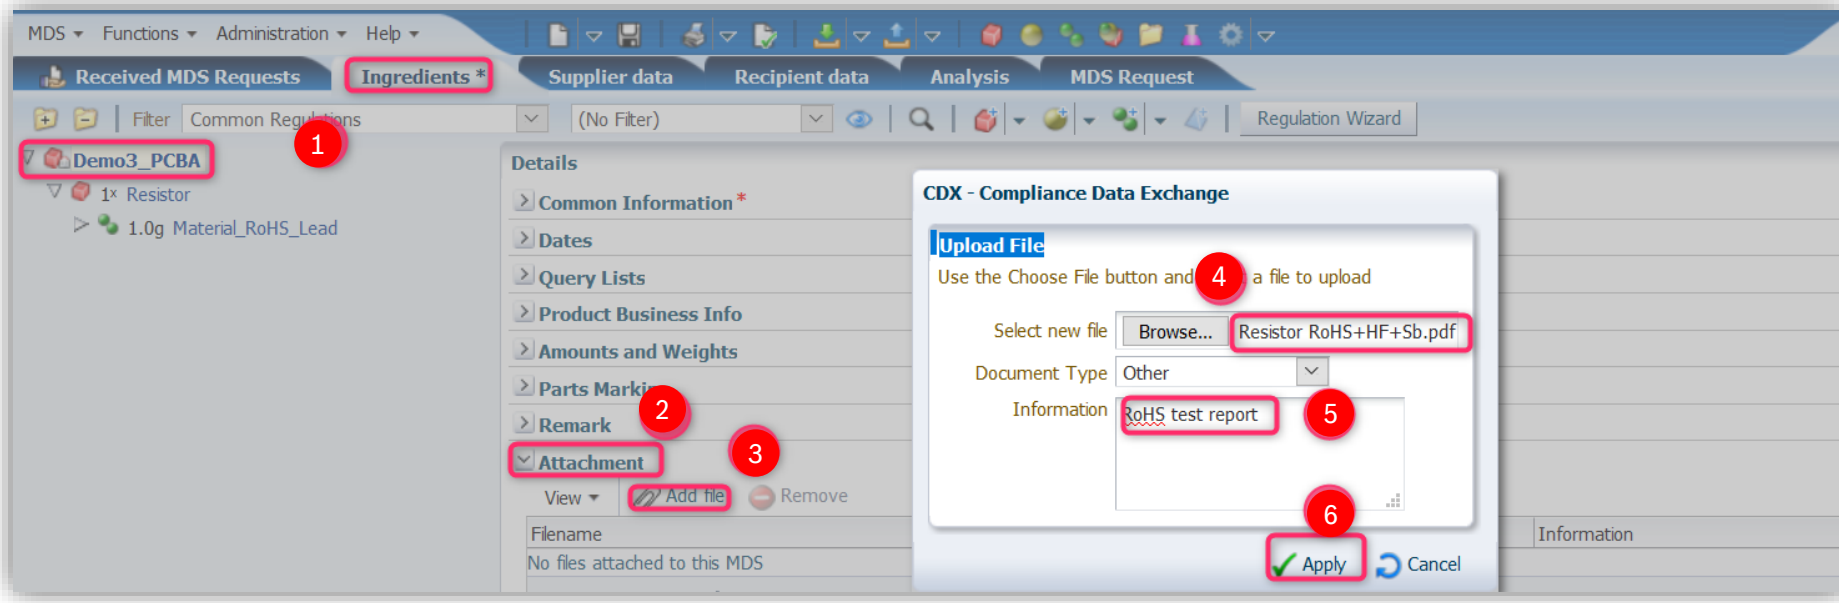 MDS Functions Administration Help
Received MDS Requests Ingredients * Supplier data Recipient data Analysis MDS Request
Filter Common Regulations (No Filter) Regulation Wizard
1
Demo3_PCBA
1x Resistor
1.0g Material_RoHS_Lead
Details
Common Information *
Dates
Query Lists
Product Business Info
Amounts and Weights
Parts
2
Remark
Attachment
3
View Add file Remove
Filename Information
No files attached to this MDS
CDX - Compliance Data Exchange
Upload File
Use the Choose File button and 4 a file to upload
Select new file Browse... Resistor RoHS+HF+Sb.pdf
Document Type Other
Information RoHS test report 5
6
Apply Cancel